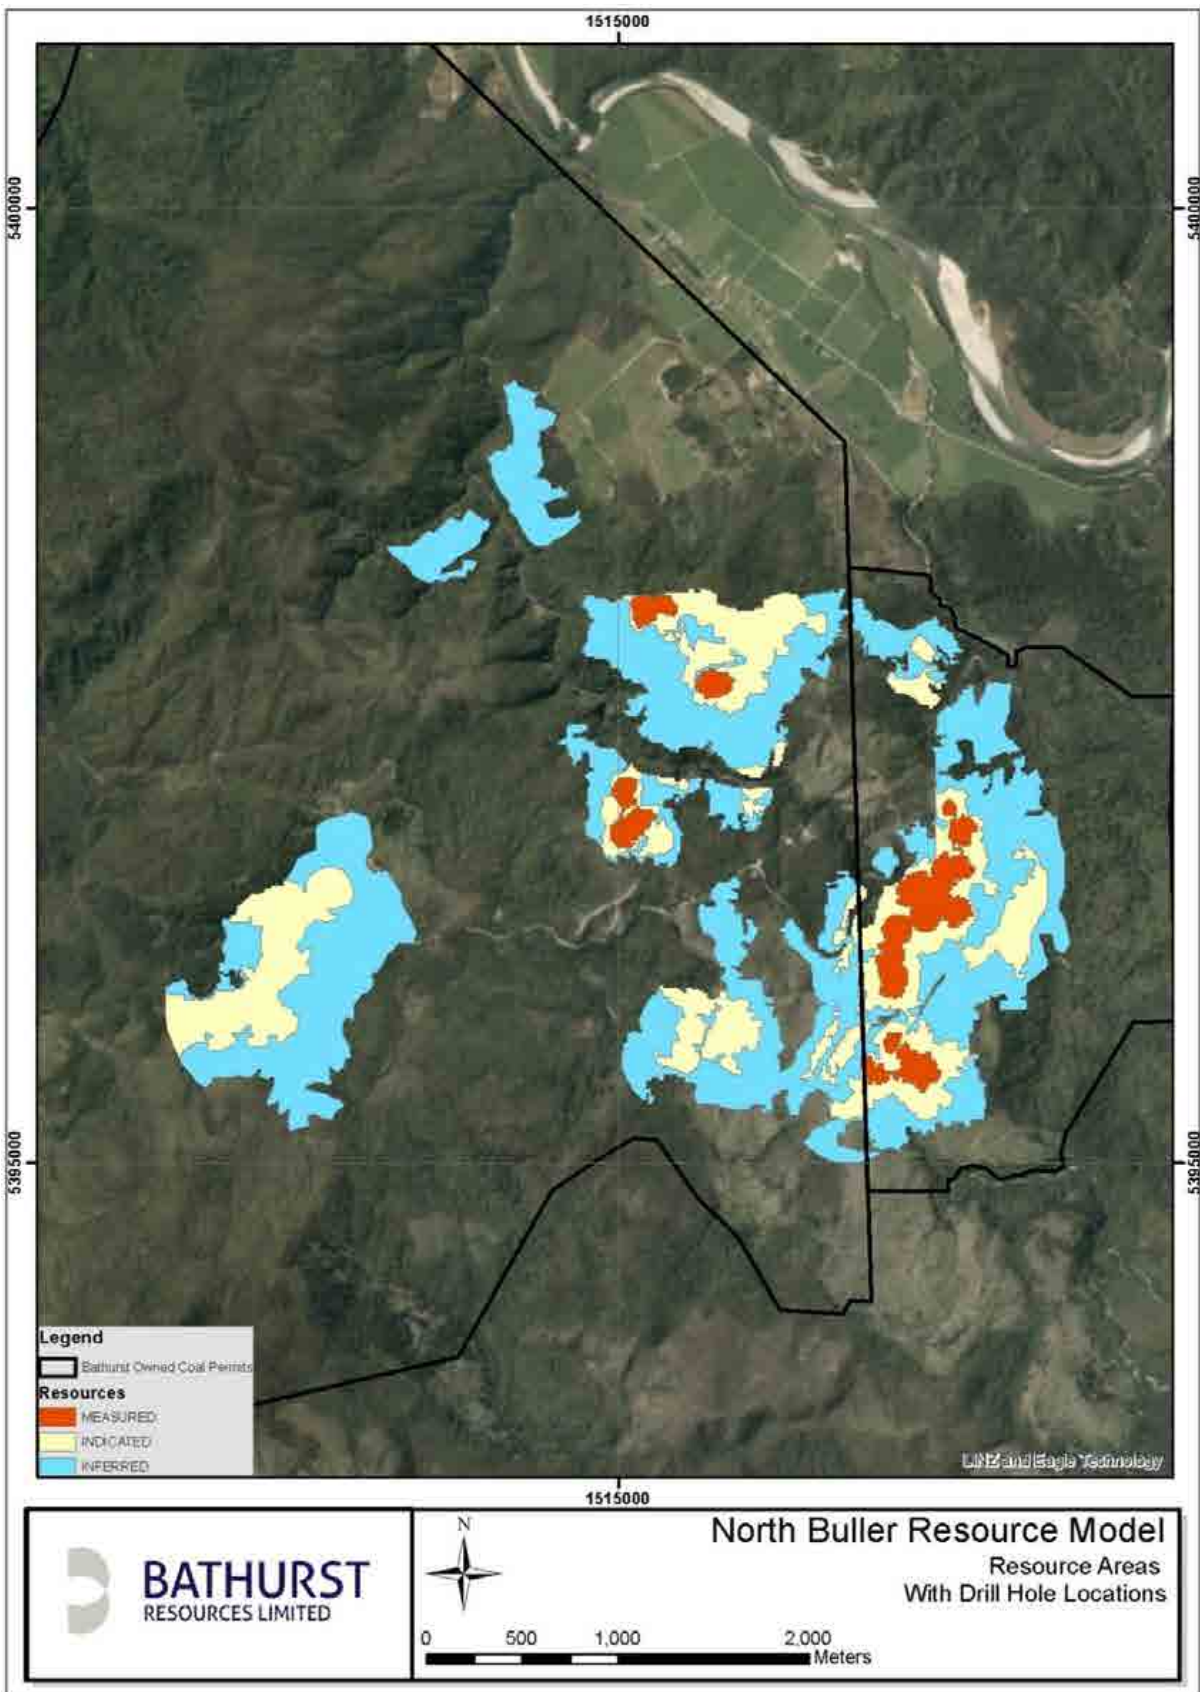 1515000
5400000
5400000
5395000
5395000
Legend
Bathurst Owned Coal Permits
Resources
MEASURED
INDICATED
INFERRED
LINZ and Eagle Technology
1515000
BATHURST
RESOURCES LIMITED
N
North Buller Resource Model
Resource Areas
With Drill Hole Locations
0 500 1,000 2,000
Meters